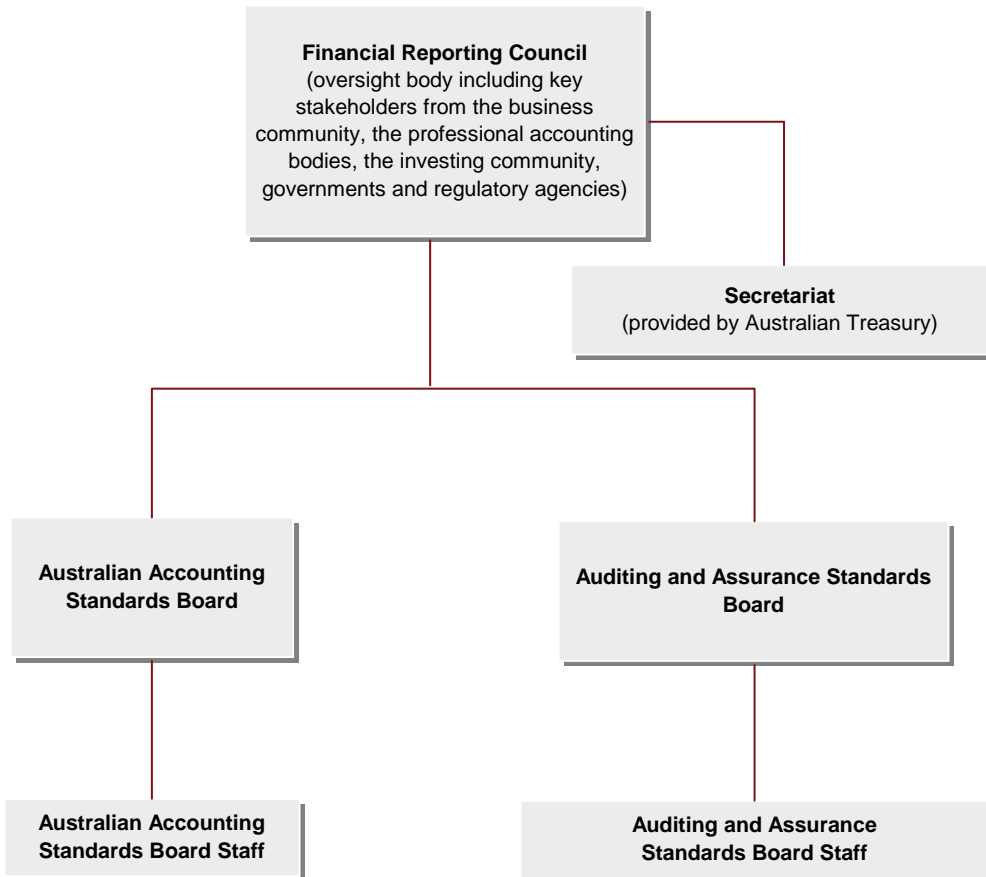 Financial Reporting Council
(oversight body including key
stakeholders from the business
community, the professional accounting
bodies, the investing community,
governments and regulatory agencies)
Secretariat
(provided by Australian Treasury)
Australian Accounting
Standards Board
Auditing and Assurance Standards
Board
Australian Accounting
Standards Board Staff
Auditing and Assurance
Standards Board Staff